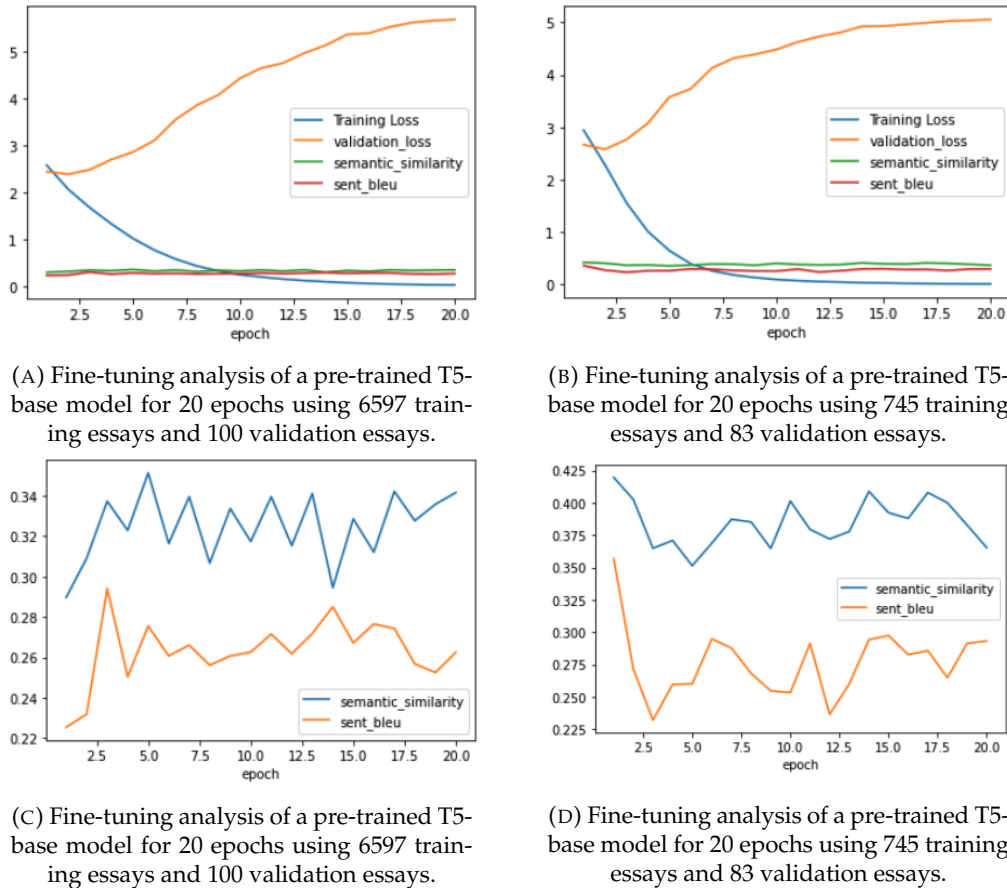 5
4
3
2
1
0
Training Loss
validation_loss
semantic_similarity
sent_bleu
2.5 5.0 7.5 10.0 12.5 15.0 17.5 20.0
epoch
(A) Fine-tuning analysis of a pre-trained T5-
base model for 20 epochs using 6597 train-
ing essays and 100 validation essays.
5
4
3
2
1
0
Training Loss
validation_loss
semantic_similarity
sent_bleu
2.5 5.0 7.5 10.0 12.5 15.0 17.5 20.0
epoch
(B) Fine-tuning analysis of a pre-trained T5-
base model for 20 epochs using 745 training
essays and 83 validation essays.
0.34
0.32
0.30
0.28
0.26
0.24
0.22
semantic_similarity
sent_bleu
2.5 5.0 7.5 10.0 12.5 15.0 17.5 20.0
epoch
(C) Fine-tuning analysis of a pre-trained T5-
base model for 20 epochs using 6597 train-
ing essays and 100 validation essays.
0.425
0.400
0.375
0.350
0.325
0.300
0.275
0.250
0.225
semantic_similarity
sent_bleu
2.5 5.0 7.5 10.0 12.5 15.0 17.5 20.0
epoch
(D) Fine-tuning analysis of a pre-trained T5-
base model for 20 epochs using 745 training
essays and 83 validation essays.